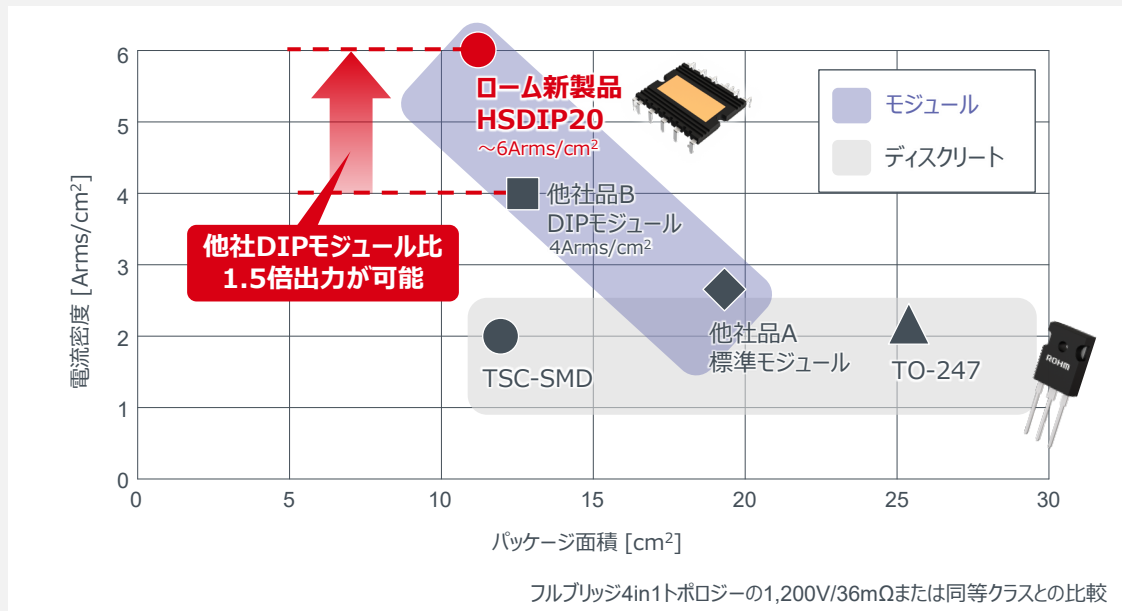 電流密度 [Arms/cm²]
6
5
4
3
2
1
0
0
5
10
15
20
25
30
パッケージ面積 [cm²]
ローム新製品
HSDIP20
～6Arms/cm²
他社品B
DIPモジュール
4Arms/cm²
他社DIPモジュール比
1.5倍出力が可能
他社品A
標準モジュール
TSC-SMD
TO-247
モジュール
ディスクリート
ROHM
フルブリッジ4in1トポロジーの1,200V/36mΩまたは同等クラスとの比較